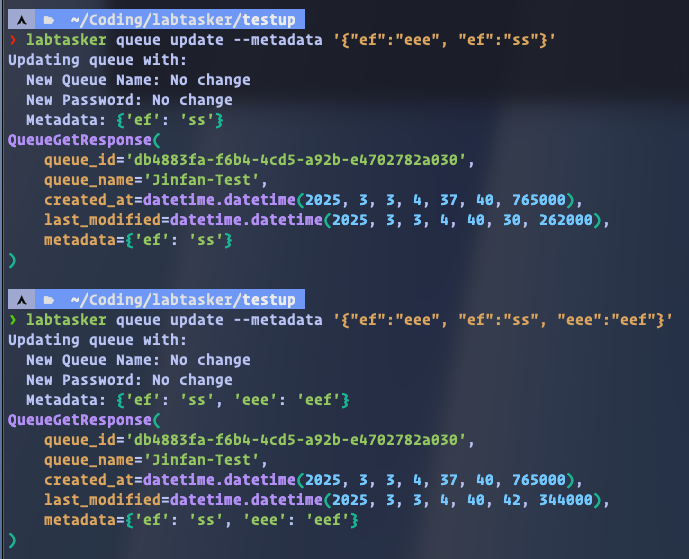 ~/Coding/labtasker/testup
❯ labtasker queue update --metadata '{"ef":"eee", "ef":"ss"}'
Updating queue with:
  New Queue Name: No change
  New Password: No change
  Metadata: {'ef': 'ss'}
QueueGetResponse(
    queue_id='db4883fa-f6b4-4cd5-a92b-e4702782a030',
    queue_name='Jinfan-Test',
    created_at=datetime.datetime(2025, 3, 3, 4, 37, 40, 765000),
    last_modified=datetime.datetime(2025, 3, 3, 4, 40, 30, 262000),
    metadata={'ef': 'ss'}
)
~/Coding/labtasker/testup
❯ labtasker queue update --metadata '{"ef":"eee", "ef":"ss", "eee":"eef"}'
Updating queue with:
  New Queue Name: No change
  New Password: No change
  Metadata: {'ef': 'ss', 'eee': 'eef'}
QueueGetResponse(
    queue_id='db4883fa-f6b4-4cd5-a92b-e4702782a030',
    queue_name='Jinfan-Test',
    created_at=datetime.datetime(2025, 3, 3, 4, 37, 40, 765000),
    last_modified=datetime.datetime(2025, 3, 3, 4, 40, 42, 344000),
    metadata={'ef': 'ss', 'eee': 'eef'}
)